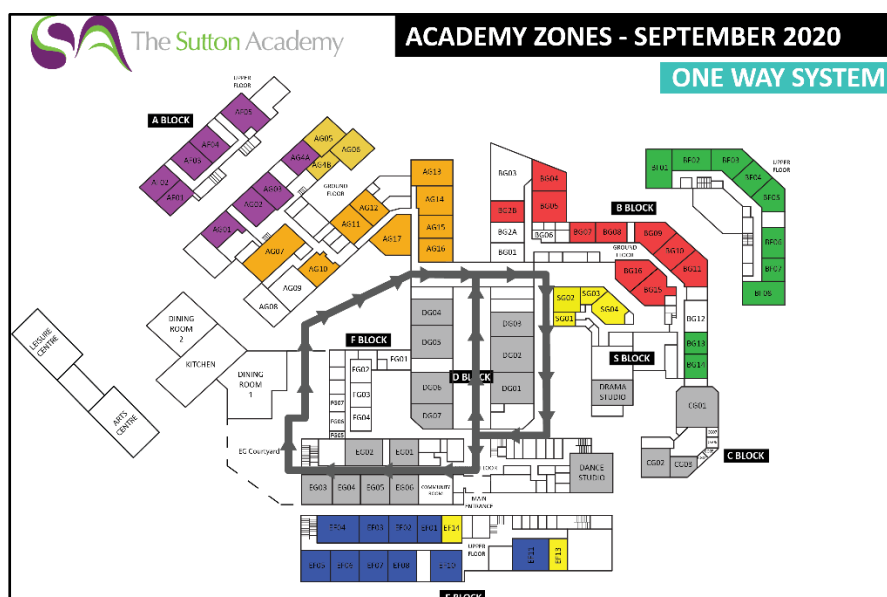 The Sutton Academy
ACADEMY ZONES - SEPTEMBER 2020
ONE WAY SYSTEM
UPPER
FLOOR
A BLOCK
AF05
AF04
AF03
AF02
AF01
AG05
AG06
AG4A
AG4B
AG03
AG02
AG01
GROUND
FLOOR
AG13
AG14
AG15
AG16
AG12
AG11
AG17
AG07
AG10
AG09
AG08
BG03
BG04
BG05
BG2B
BG2A
BG01
BG06
BG07
BG08
B BLOCK
BG09
BG10
BG11
GROUND
FLOOR
BG16
BG15
BG12
BG13
BG14
BF01
BF02
BF03
BF04
BF05
BF06
BF07
BF08
UPPER
FLOOR
SG02
SG03
SG01
SG04
S BLOCK
DRAMA
STUDIO
CG01
CG02
CG03
C BLOCK
LEISURE CENTRE
ARTS CENTRE
DINING
ROOM
2
KITCHEN
DINING
ROOM
1
F BLOCK
FG01
FG02
FG03
FG04
DG04
DG05
DG06
DG07
DG03
DG02
DG01
D BLOCK
EG Courtyard
EG02
EG01
EG03
EG04
EG05
EG06
COMMUNITY
ROOM
MAIN
ENTRANCE
DANCE
STUDIO
EF04
EF03
EF02
EF01
EF14
EF05
EF06
EF07
EF08
EF10
UPPER
FLOOR
EF11
EF13
E BLOCK